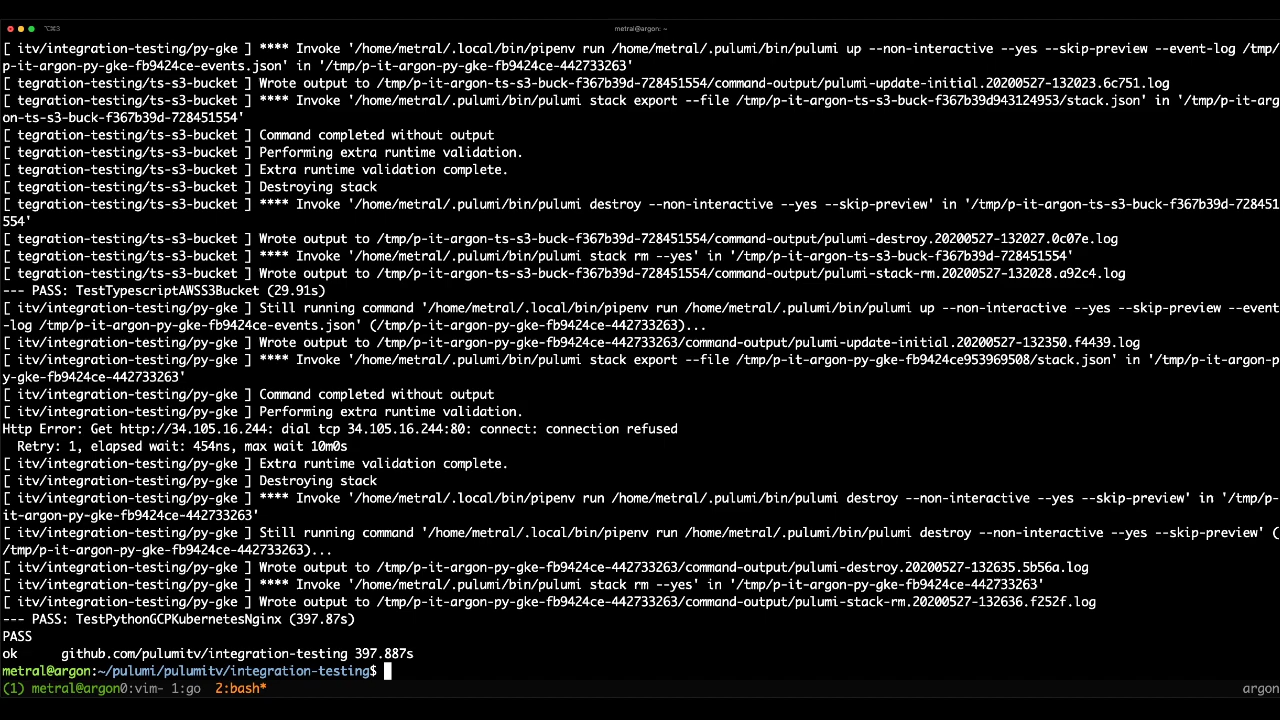 ⌥⌘3
metral@argon: ~
[ itv/integration-testing/py-gke ] **** Invoke '/home/metral/.local/bin/pipenv run /home/metral/.pulumi/bin/pulumi up --non-interactive --yes --skip-preview --event-log /tmp/
p-it-argon-py-gke-fb9424ce-events.json' in '/tmp/p-it-argon-py-gke-fb9424ce-442733263'
[ tegration-testing/ts-s3-bucket ] Wrote output to /tmp/p-it-argon-ts-s3-buck-f367b39d-728451554/command-output/pulumi-update-initial.20200527-132023.6c751.log
[ tegration-testing/ts-s3-bucket ] **** Invoke '/home/metral/.pulumi/bin/pulumi stack export --file /tmp/p-it-argon-ts-s3-buck-f367b39d943124953/stack.json' in '/tmp/p-it-arg
on-ts-s3-buck-f367b39d-728451554'
[ tegration-testing/ts-s3-bucket ] Command completed without output
[ tegration-testing/ts-s3-bucket ] Performing extra runtime validation.
[ tegration-testing/ts-s3-bucket ] Extra runtime validation complete.
[ tegration-testing/ts-s3-bucket ] Destroying stack
[ tegration-testing/ts-s3-bucket ] **** Invoke '/home/metral/.pulumi/bin/pulumi destroy --non-interactive --yes --skip-preview' in '/tmp/p-it-argon-ts-s3-buck-f367b39d-728451
554'
[ tegration-testing/ts-s3-bucket ] Wrote output to /tmp/p-it-argon-ts-s3-buck-f367b39d-728451554/command-output/pulumi-destroy.20200527-132027.0c07e.log
[ tegration-testing/ts-s3-bucket ] **** Invoke '/home/metral/.pulumi/bin/pulumi stack rm --yes' in '/tmp/p-it-argon-ts-s3-buck-f367b39d-728451554'
[ tegration-testing/ts-s3-bucket ] Wrote output to /tmp/p-it-argon-ts-s3-buck-f367b39d-728451554/command-output/pulumi-stack-rm.20200527-132028.a92c4.log
--- PASS: TestTypescriptAWSS3Bucket (29.91s)
[ itv/integration-testing/py-gke ] Still running command '/home/metral/.local/bin/pipenv run /home/metral/.pulumi/bin/pulumi up --non-interactive --yes --skip-preview --event
-log /tmp/p-it-argon-py-gke-fb9424ce-events.json' (/tmp/p-it-argon-py-gke-fb9424ce-442733263)...
[ itv/integration-testing/py-gke ] Wrote output to /tmp/p-it-argon-py-gke-fb9424ce-442733263/command-output/pulumi-update-initial.20200527-132350.f4439.log
[ itv/integration-testing/py-gke ] **** Invoke '/home/metral/.pulumi/bin/pulumi stack export --file /tmp/p-it-argon-py-gke-fb9424ce953969508/stack.json' in '/tmp/p-it-argon-p
y-gke-fb9424ce-442733263'
[ itv/integration-testing/py-gke ] Command completed without output
[ itv/integration-testing/py-gke ] Performing extra runtime validation.
Http Error: Get http://34.105.16.244: dial tcp 34.105.16.244:80: connect: connection refused
  Retry: 1, elapsed wait: 454ns, max wait 10m0s
[ itv/integration-testing/py-gke ] Extra runtime validation complete.
[ itv/integration-testing/py-gke ] Destroying stack
[ itv/integration-testing/py-gke ] **** Invoke '/home/metral/.local/bin/pipenv run /home/metral/.pulumi/bin/pulumi destroy --non-interactive --yes --skip-preview' in '/tmp/p-
it-argon-py-gke-fb9424ce-442733263'
[ itv/integration-testing/py-gke ] Still running command '/home/metral/.local/bin/pipenv run /home/metral/.pulumi/bin/pulumi destroy --non-interactive --yes --skip-preview' (
/tmp/p-it-argon-py-gke-fb9424ce-442733263)...
[ itv/integration-testing/py-gke ] Wrote output to /tmp/p-it-argon-py-gke-fb9424ce-442733263/command-output/pulumi-destroy.20200527-132635.5b56a.log
[ itv/integration-testing/py-gke ] **** Invoke '/home/metral/.pulumi/bin/pulumi stack rm --yes' in '/tmp/p-it-argon-py-gke-fb9424ce-442733263'
[ itv/integration-testing/py-gke ] Wrote output to /tmp/p-it-argon-py-gke-fb9424ce-442733263/command-output/pulumi-stack-rm.20200527-132636.f252f.log
--- PASS: TestPythonGCPKubernetesNginx (397.87s)
PASS
ok      github.com/pulumitv/integration-testing 397.887s
metral@argon:~/pulumi/pulumitv/integration-testing$
(1) metral@argon0:vim- 1:go  2:bash* argon